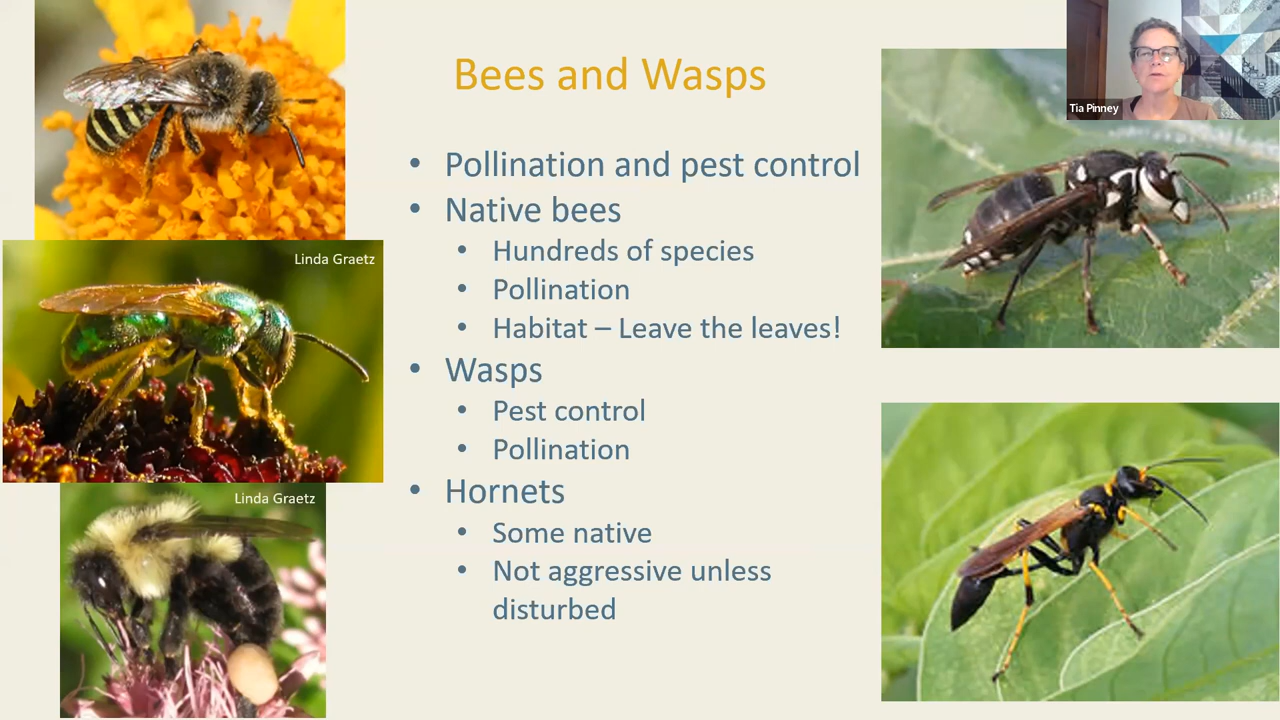 Bees and Wasps
Tia Pinney
Linda Graetz
Linda Graetz
• Pollination and pest control
• Native bees
• Hundreds of species
• Pollination
• Habitat – Leave the leaves!
• Wasps
• Pest control
• Pollination
• Hornets
• Some native
• Not aggressive unless
disturbed